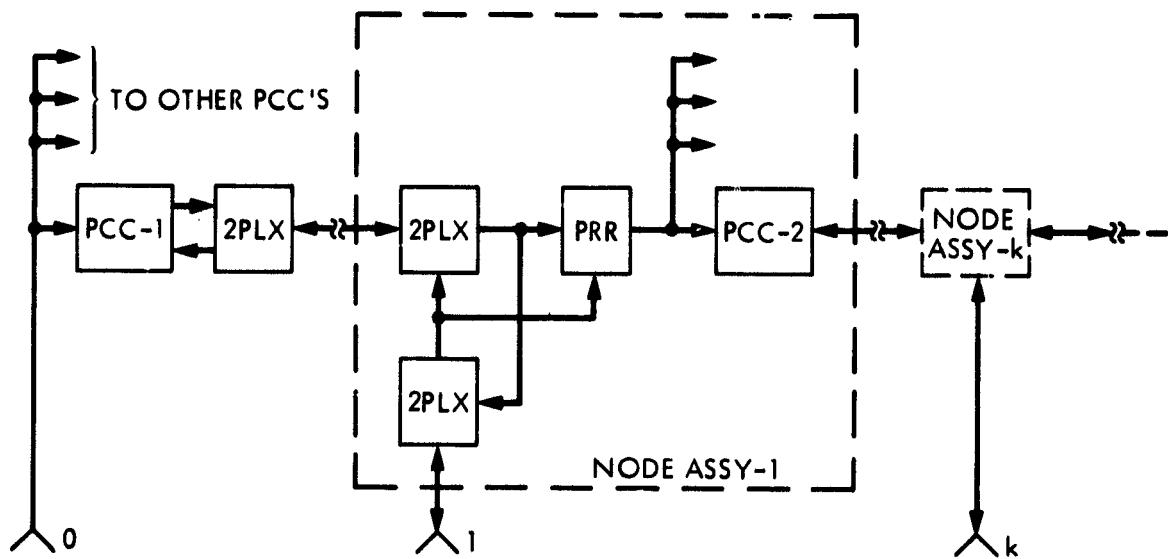 TO OTHER PCC'S
PCC-1
2PLX
2PLX
PRR
PCC-2
NODE
ASSY-k
2PLX
NODE ASSY-1
0
1
k